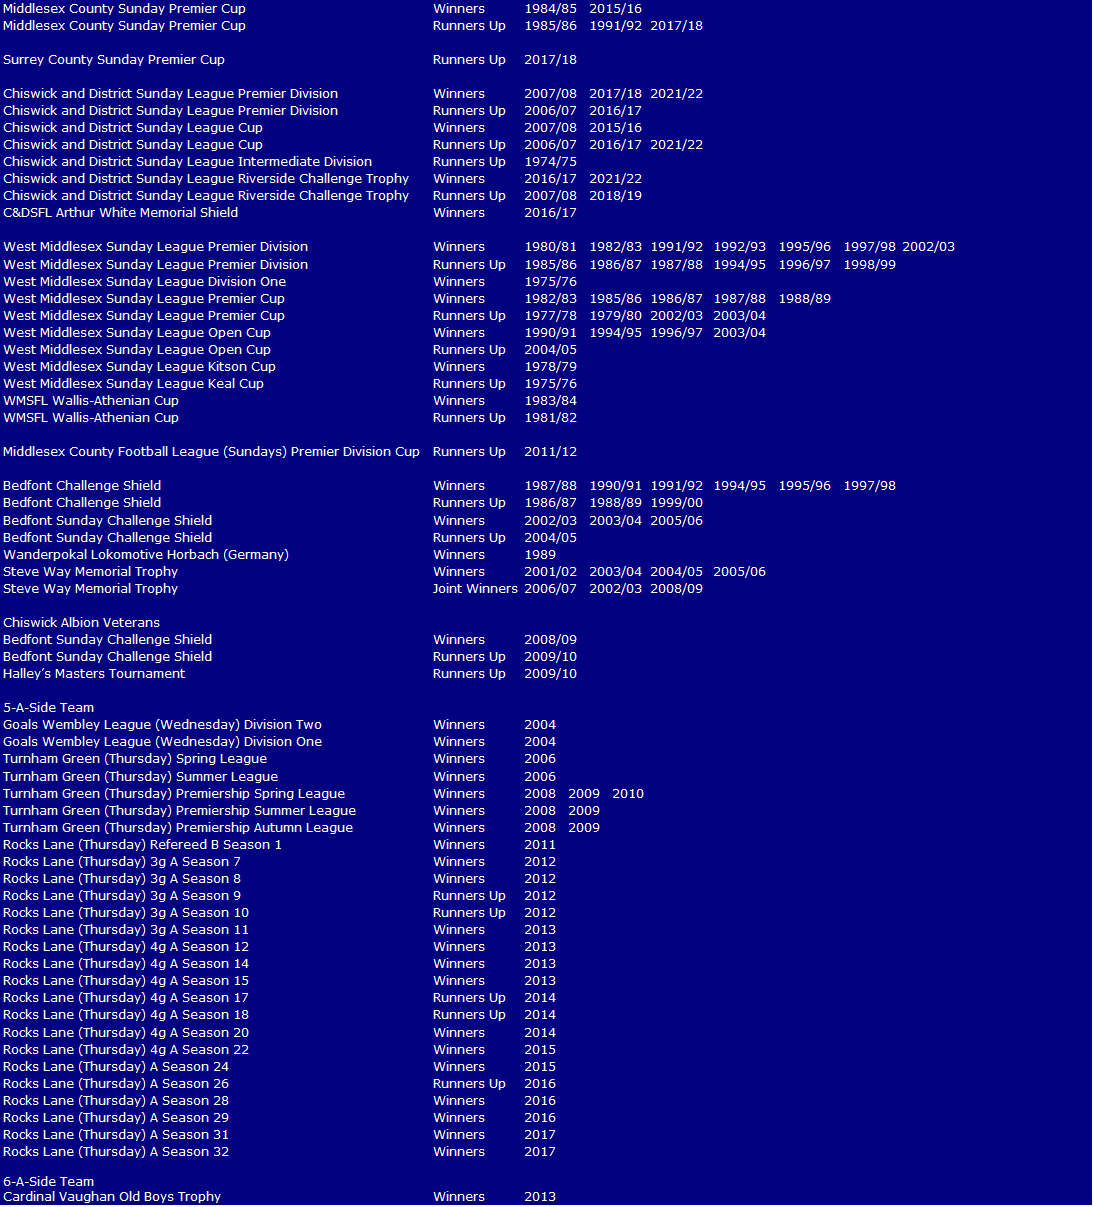 Middlesex County Sunday Premier Cup Winners 1984/85 2015/16
Middlesex County Sunday Premier Cup Runners Up 1985/86 1991/92 2017/18
Surrey County Sunday Premier Cup Runners Up 2017/18
Chiswick and District Sunday League Premier Division Winners 2007/08 2017/18 2021/22
Chiswick and District Sunday League Premier Division Runners Up 2006/07 2016/17
Chiswick and District Sunday League Cup Winners 2007/08 2015/16
Chiswick and District Sunday League Cup Runners Up 2006/07 2016/17 2021/22
Chiswick and District Sunday League Intermediate Division Runners Up 1974/75
Chiswick and District Sunday League Riverside Challenge Trophy Winners 2016/17 2021/22
Chiswick and District Sunday League Riverside Challenge Trophy Runners Up 2007/08 2018/19
C&DSFL Arthur White Memorial Shield Winners 2016/17
West Middlesex Sunday League Premier Division Winners 1980/81 1982/83 1991/92 1992/93 1995/96 1997/98 2002/03
West Middlesex Sunday League Premier Division Runners Up 1985/86 1986/87 1987/88 1994/95 1996/97 1998/99
West Middlesex Sunday League Division One Winners 1975/76
West Middlesex Sunday League Premier Cup Winners 1982/83 1985/86 1986/87 1987/88 1988/89
West Middlesex Sunday League Premier Cup Runners Up 1977/78 1979/80 2002/03 2003/04
West Middlesex Sunday League Open Cup Winners 1990/91 1994/95 1996/97 2003/04
West Middlesex Sunday League Open Cup Runners Up 2004/05
West Middlesex Sunday League Kitson Cup Winners 1978/79
West Middlesex Sunday League Keal Cup Runners Up 1975/76
WMSFL Wallis-Athenian Cup Winners 1983/84
WMSFL Wallis-Athenian Cup Runners Up 1981/82
Middlesex County Football League (Sundays) Premier Division Cup Runners Up 2011/12
Bedfont Challenge Shield Winners 1987/88 1990/91 1991/92 1994/95 1995/96 1997/98
Bedfont Challenge Shield Runners Up 1986/87 1988/89 1999/00
Bedfont Sunday Challenge Shield Winners 2002/03 2003/04 2005/06
Bedfont Sunday Challenge Shield Runners Up 2004/05
Wanderpokal Lokomotive Horbach (Germany) Winners 1989
Steve Way Memorial Trophy Winners 2001/02 2003/04 2004/05 2005/06
Steve Way Memorial Trophy Joint Winners 2006/07 2002/03 2008/09
Chiswick Albion Veterans
Bedfont Sunday Challenge Shield Winners 2008/09
Bedfont Sunday Challenge Shield Runners Up 2009/10
Halley’s Masters Tournament Runners Up 2009/10
5-A-Side Team
Goals Wembley League (Wednesday) Division Two Winners 2004
Goals Wembley League (Wednesday) Division One Winners 2004
Turnham Green (Thursday) Spring League Winners 2006
Turnham Green (Thursday) Summer League Winners 2006
Turnham Green (Thursday) Premiership Spring League Winners 2008 2009 2010
Turnham Green (Thursday) Premiership Summer League Winners 2008 2009
Turnham Green (Thursday) Premiership Autumn League Winners 2008 2009
Rocks Lane (Thursday) Refereed B Season 1 Winners 2011
Rocks Lane (Thursday) 3g A Season 7 Winners 2012
Rocks Lane (Thursday) 3g A Season 8 Winners 2012
Rocks Lane (Thursday) 3g A Season 9 Runners Up 2012
Rocks Lane (Thursday) 3g A Season 10 Runners Up 2012
Rocks Lane (Thursday) 3g A Season 11 Winners 2013
Rocks Lane (Thursday) 4g A Season 12 Winners 2013
Rocks Lane (Thursday) 4g A Season 14 Winners 2013
Rocks Lane (Thursday) 4g A Season 15 Winners 2013
Rocks Lane (Thursday) 4g A Season 17 Runners Up 2014
Rocks Lane (Thursday) 4g A Season 18 Runners Up 2014
Rocks Lane (Thursday) 4g A Season 20 Winners 2014
Rocks Lane (Thursday) 4g A Season 22 Winners 2015
Rocks Lane (Thursday) A Season 24 Winners 2015
Rocks Lane (Thursday) A Season 26 Runners Up 2016
Rocks Lane (Thursday) A Season 28 Winners 2016
Rocks Lane (Thursday) A Season 29 Winners 2016
Rocks Lane (Thursday) A Season 31 Winners 2017
Rocks Lane (Thursday) A Season 32 Winners 2017
6-A-Side Team
Cardinal Vaughan Old Boys Trophy Winners 2013